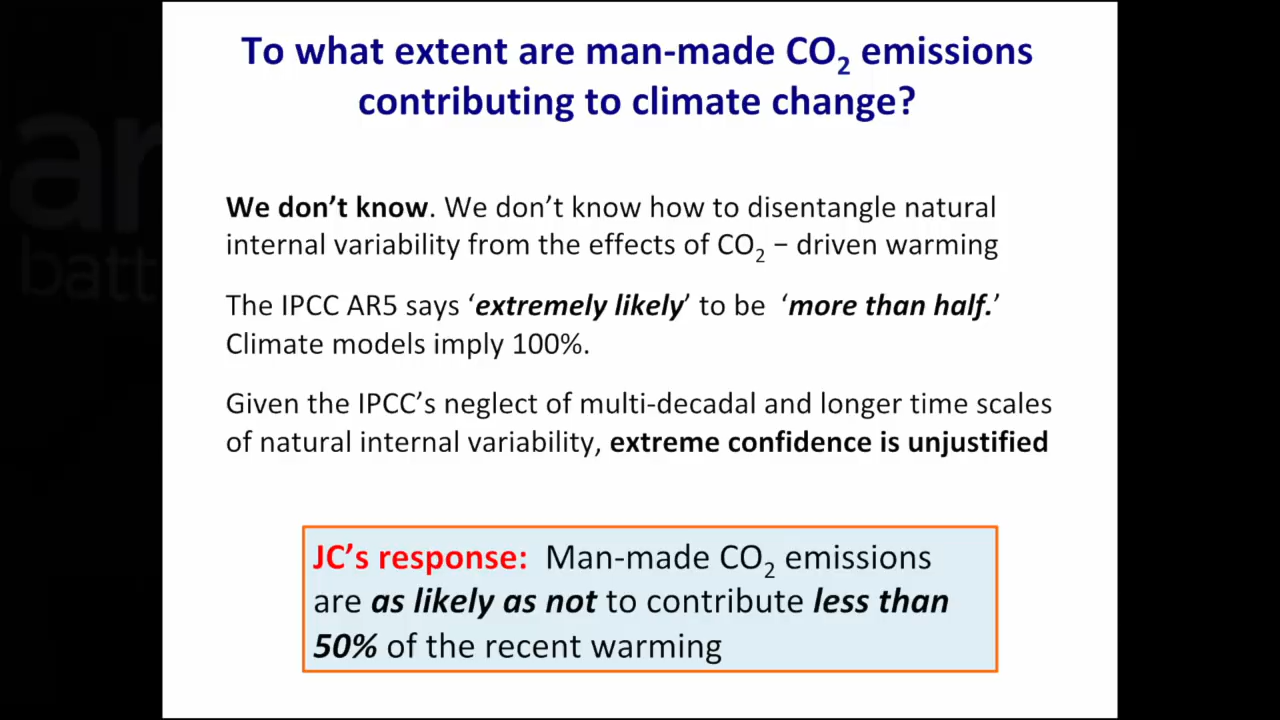 To what extent are man-made CO₂ emissions
contributing to climate change?
We don’t know. We don’t know how to disentangle natural
internal variability from the effects of CO₂ – driven warming
The IPCC AR5 says ‘extremely likely’ to be ‘more than half.’
Climate models imply 100%.
Given the IPCC’s neglect of multi-decadal and longer time scales
of natural internal variability, extreme confidence is unjustified
JC’s response: Man-made CO₂ emissions
are as likely as not to contribute less than
50% of the recent warming